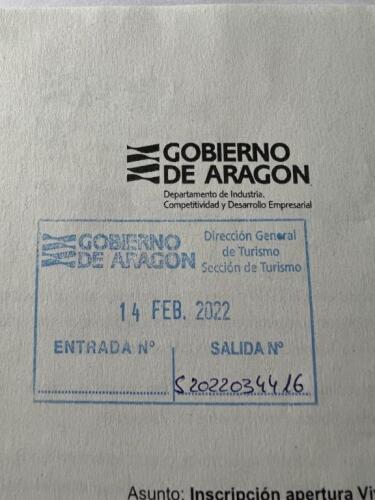 GOBIERNO
DE ARAGON
Departamento de Industria,
Competitividad y Desarrollo Empresarial
GOBIERNO
DE ARAGON
Dirección General
de Turismo
Sección de Turismo
14 FEB. 2022
ENTRADA Nº SALIDA Nº
S2022034416
Asunto: Inscripción apertura